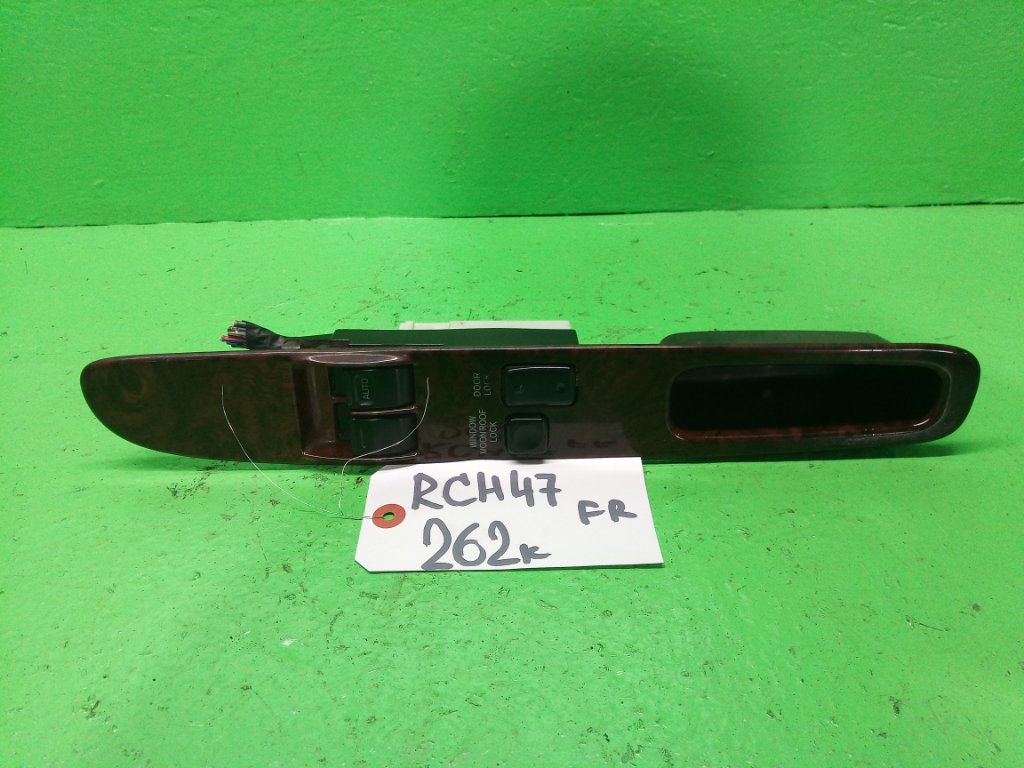 AUTO
DOOR
LOCK
WINDOW
MOON ROOF
LOCK
RCH47
FR
262K